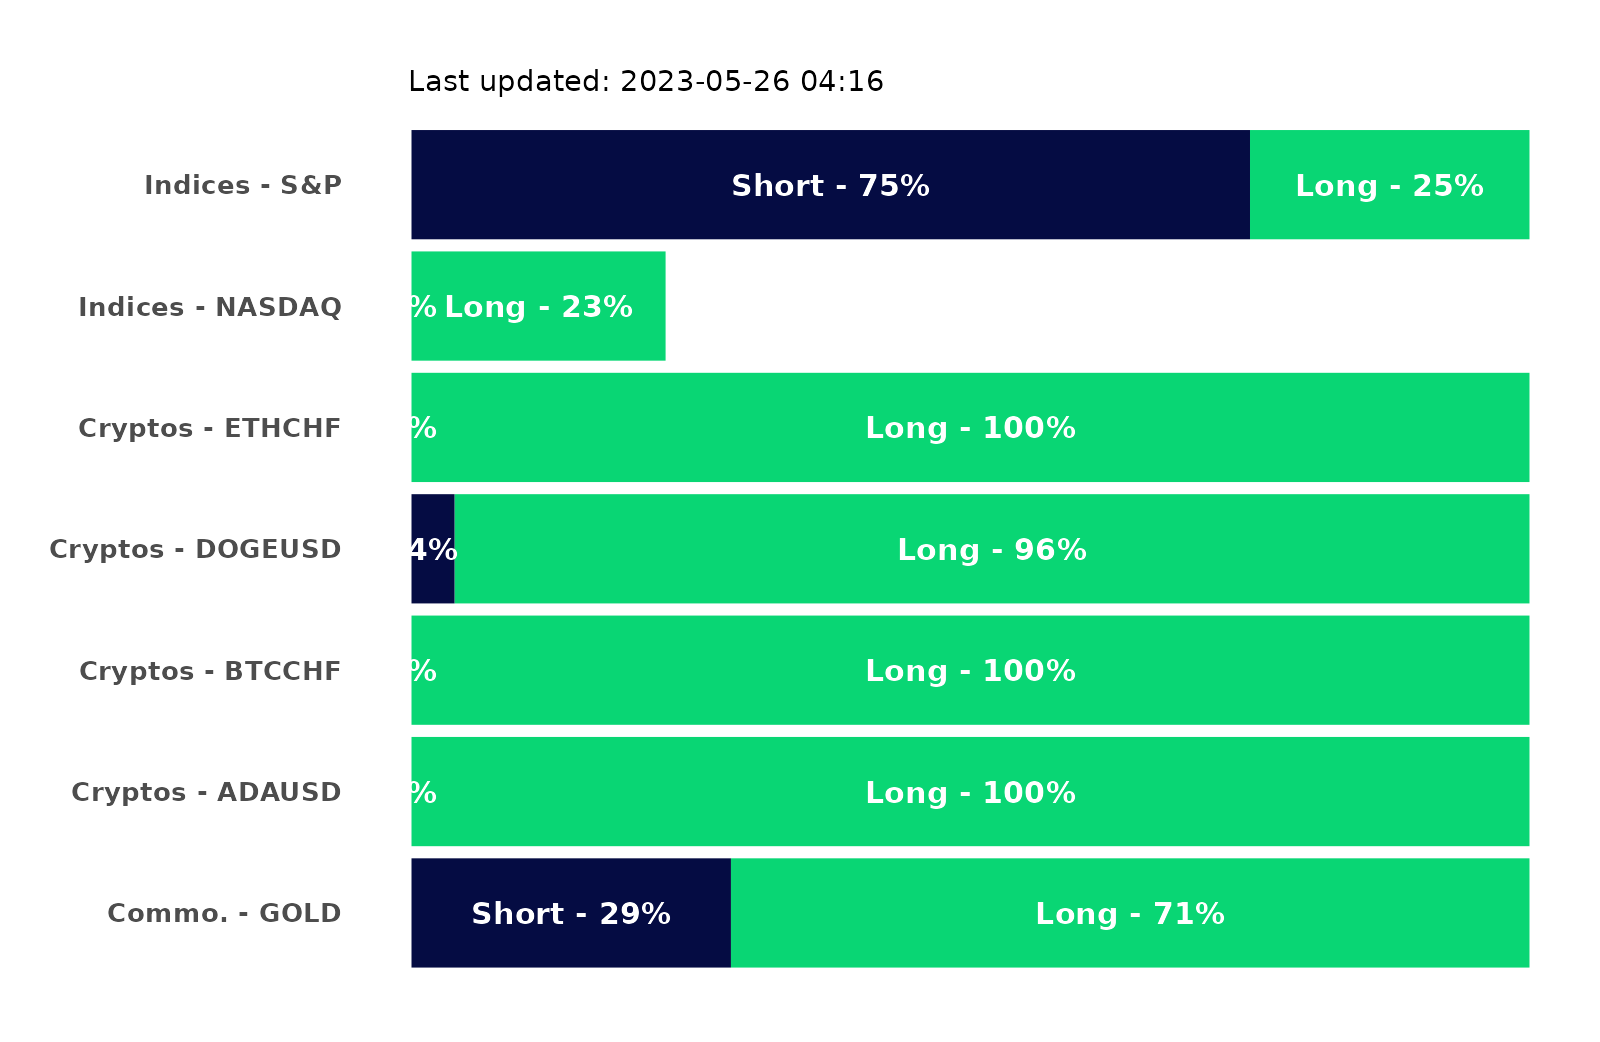 Last updated: 2023-05-26 04:16
Indices - S&P Short - 75% Long - 25%
Indices - NASDAQ % Long - 23%
Cryptos - ETHCHF % Long - 100%
Cryptos - DOGEUSD 4% Long - 96%
Cryptos - BTCCHF % Long - 100%
Cryptos - ADAUSD % Long - 100%
Commo. - GOLD Short - 29% Long - 71%